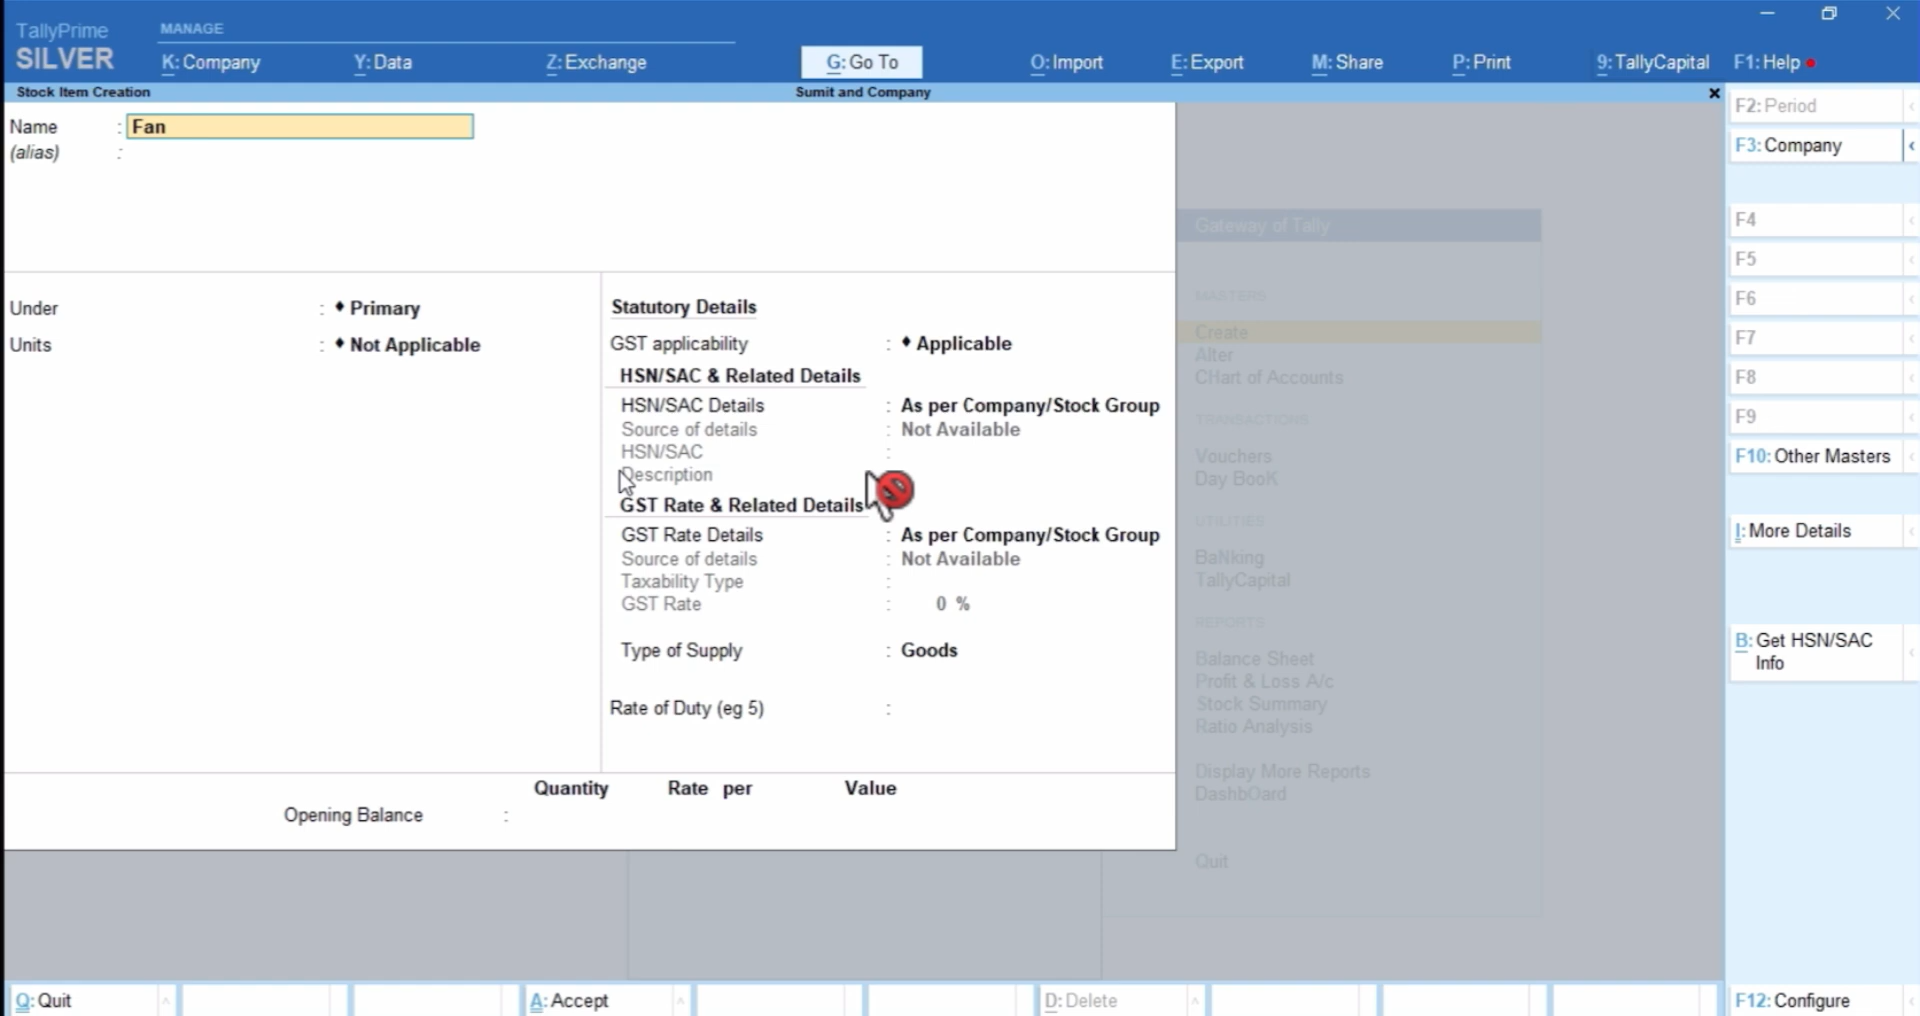 TallyPrime
SILVER
MANAGE
K: Company
Y: Data
Z: Exchange
G: Go To
O: Import
E: Export
M: Share
P: Print
9: TallyCapital
F1: Help
Stock Item Creation
Sumit and Company
Name : Fan
(alias) :
Under : ♦ Primary
Units : ♦ Not Applicable
Statutory Details
GST applicability : ♦ Applicable
HSN/SAC & Related Details
HSN/SAC Details : As per Company/Stock Group
Source of details : Not Available
HSN/SAC :
Description
GST Rate & Related Details
GST Rate Details : As per Company/Stock Group
Source of details : Not Available
Taxability Type :
GST Rate : 0 %
Type of Supply : Goods
Rate of Duty (eg 5) :
Quantity Rate per Value
Opening Balance :
Gateway of Tally
MASTERS
Create
Alter
CHart of Accounts
TRANSACTIONS
Vouchers
Day BooK
UTILITIES
BaNking
TallyCapital
REPORTS
Balance Sheet
Profit & Loss A/c
Stock Summary
Ratio Analysis
Display More Reports
DashbOard
Quit
F2: Period
F3: Company
F4
F5
F6
F7
F8
F9
F10: Other Masters
I: More Details
B: Get HSN/SAC
Info
Q: Quit
A: Accept
D: Delete
F12: Configure